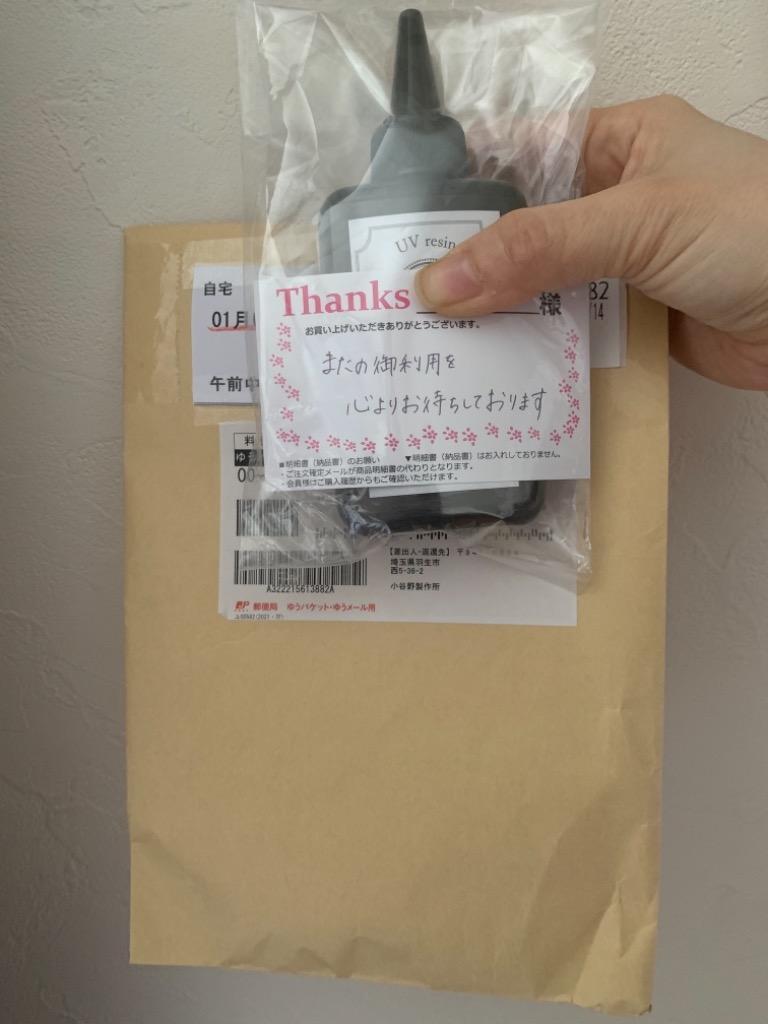 UV resin
自宅
01月
午前中
Thanks
様
お買い上げいただきありがとうございます。
またの御利用を
心よりお待ちしております
■明細書（納品書）のお願い ▼明細書（納品書）はお入れしておりません。
・ご注文確定メールが商品明細書の代わりとなります。
・会員様はご購入履歴からもご確認いただけます。
82
/14
料
ゆ
00-
A322215613882A
【差出人・返還先】 〒34
埼玉県羽生市
西5-36-2
小谷野製作所
郵便局 ゆうパケット・ゆうメール用